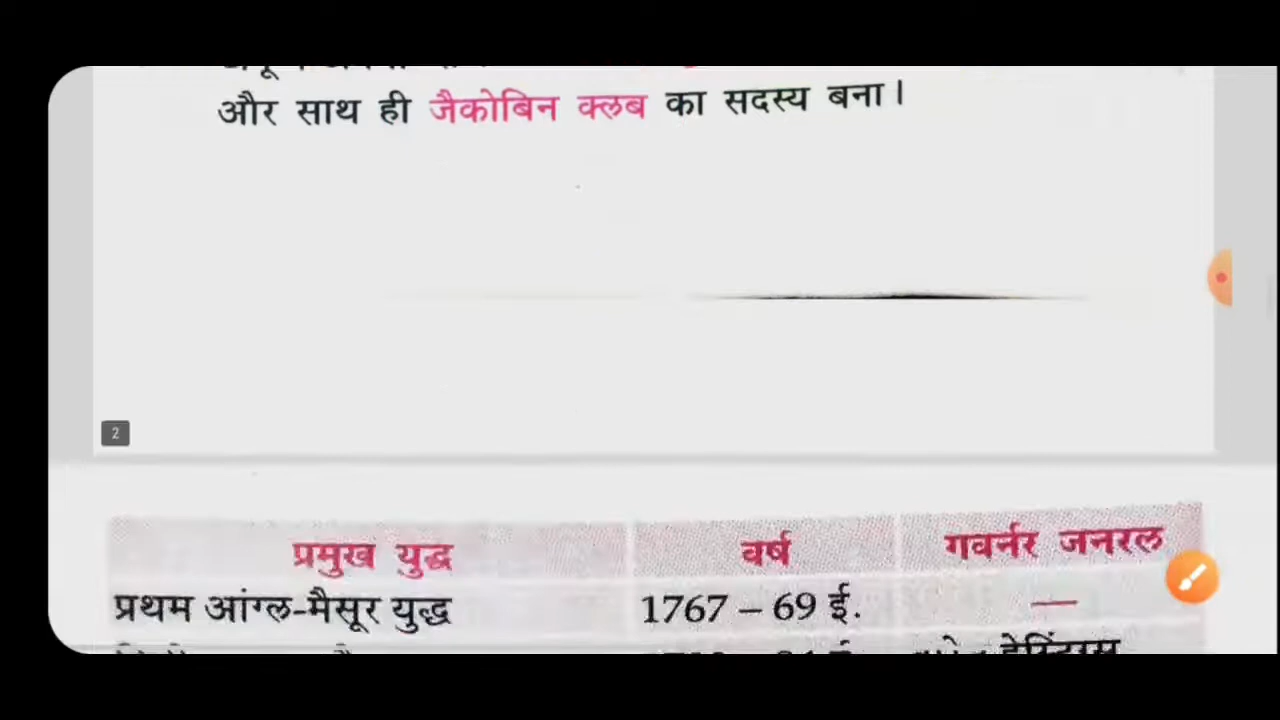 और साथ ही जैकोबिन क्लब का सदस्य बना।
2
प्रमुख युद्ध वर्ष गवर्नर जनरल
प्रथम आंग्ल-मैसूर युद्ध 1767 – 69 ई. —